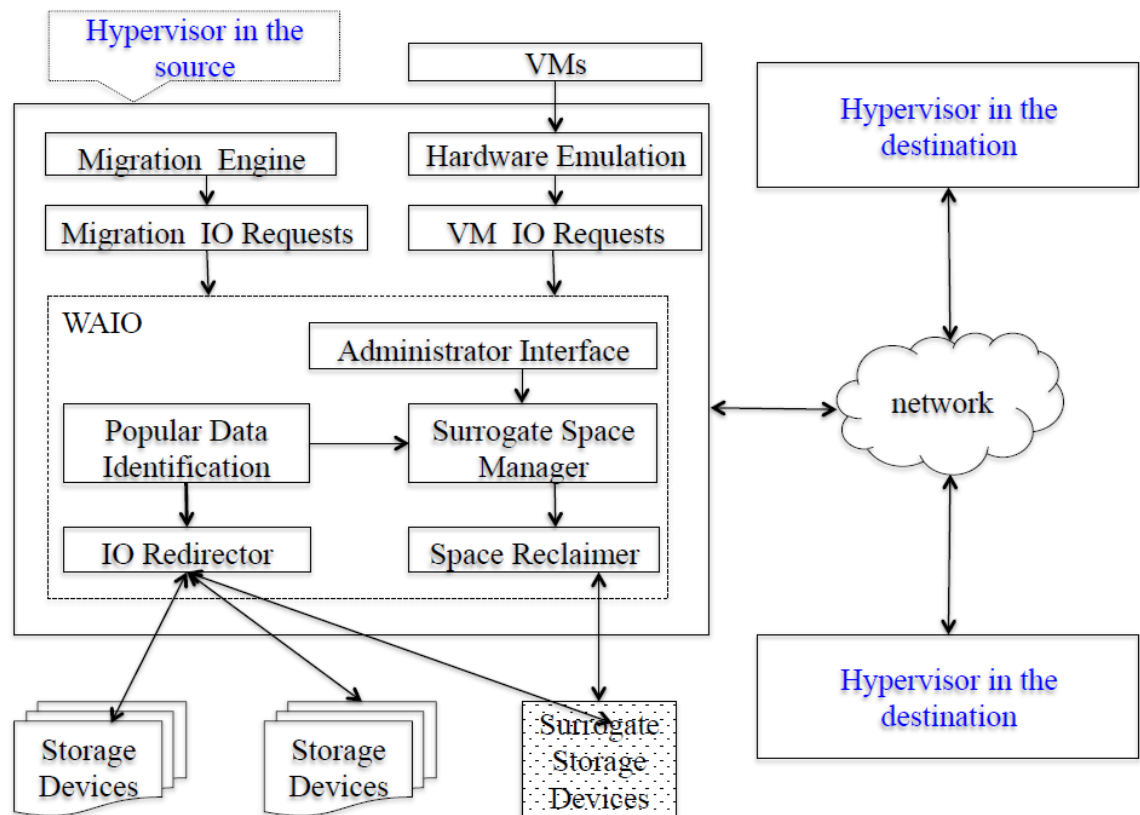 Hypervisor in the
source
VMs
Hypervisor in the
destination
Migration Engine
Hardware Emulation
Migration IO Requests
VM IO Requests
WAIO
Administrator Interface
network
Popular Data
Identification
Surrogate Space
Manager
IO Redirector
Space Reclaimer
Hypervisor in the
destination
Storage
Devices
Storage
Devices
Surrogate
Storage
Devices